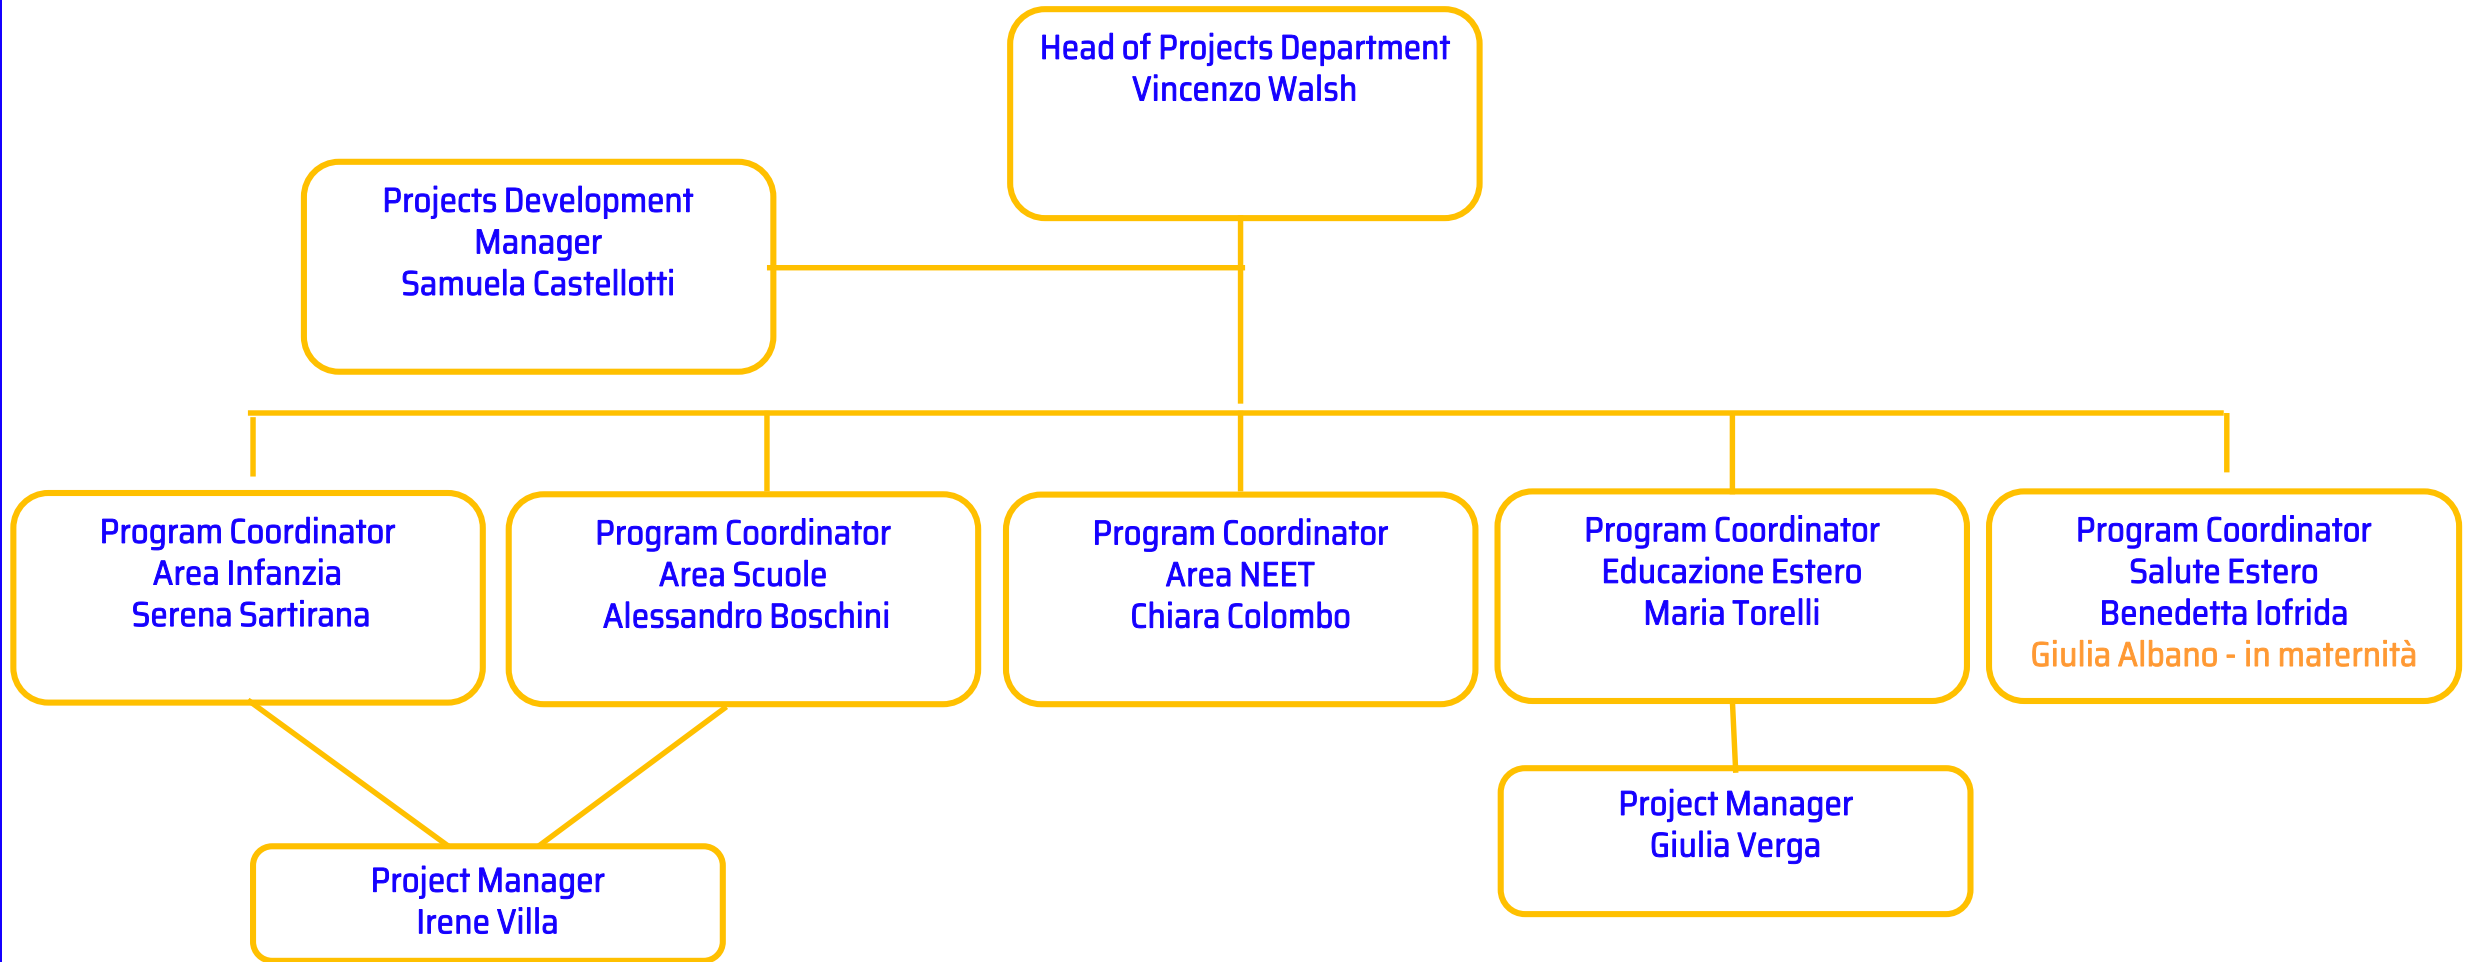 Head of Projects Department
Vincenzo Walsh
Projects Development
Manager
Samuela Castellotti
Program Coordinator
Area Infanzia
Serena Sartirana
Program Coordinator
Area Scuole
Alessandro Boschini
Program Coordinator
Area NEET
Chiara Colombo
Program Coordinator
Educazione Estero
Maria Torelli
Program Coordinator
Salute Estero
Benedetta Iofrida
Giulia Albano - in maternità
Project Manager
Giulia Verga
Project Manager
Irene Villa